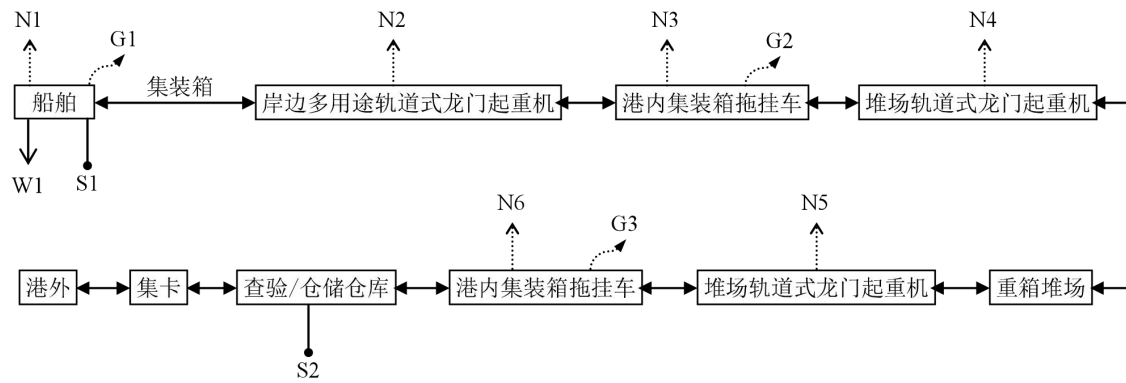 N1
G1
N2
N3
G2
N4
船舶
集装箱
岸边多用途轨道式龙门起重机
港内集装箱拖挂车
堆场轨道式龙门起重机
W1
S1
N6
G3
N5
港外
集卡
查验/仓储仓库
港内集装箱拖挂车
堆场轨道式龙门起重机
重箱堆场
S2